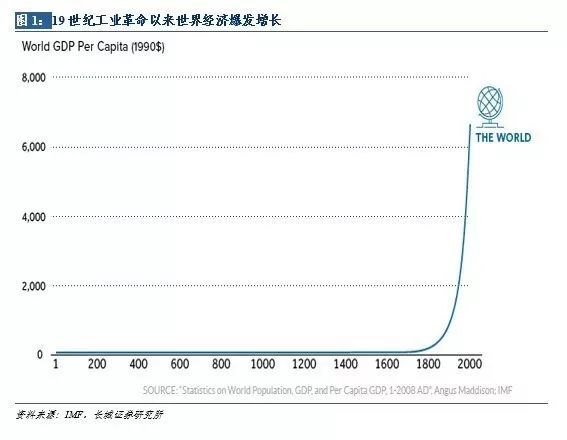 图 1：19 世纪工业革命以来世界经济爆发增长
World GDP Per Capita (1990$)
8,000
THE WORLD
6,000
4,000
2,000
0
1 200 400 600 800 1000 1200 1400 1600 1800 2000
SOURCE: "Statistics on World Population, GDP, and Per Capita GDP, 1-2008 AD", Angus Maddison; IMF
资料来源：IMF，长城证券研究所